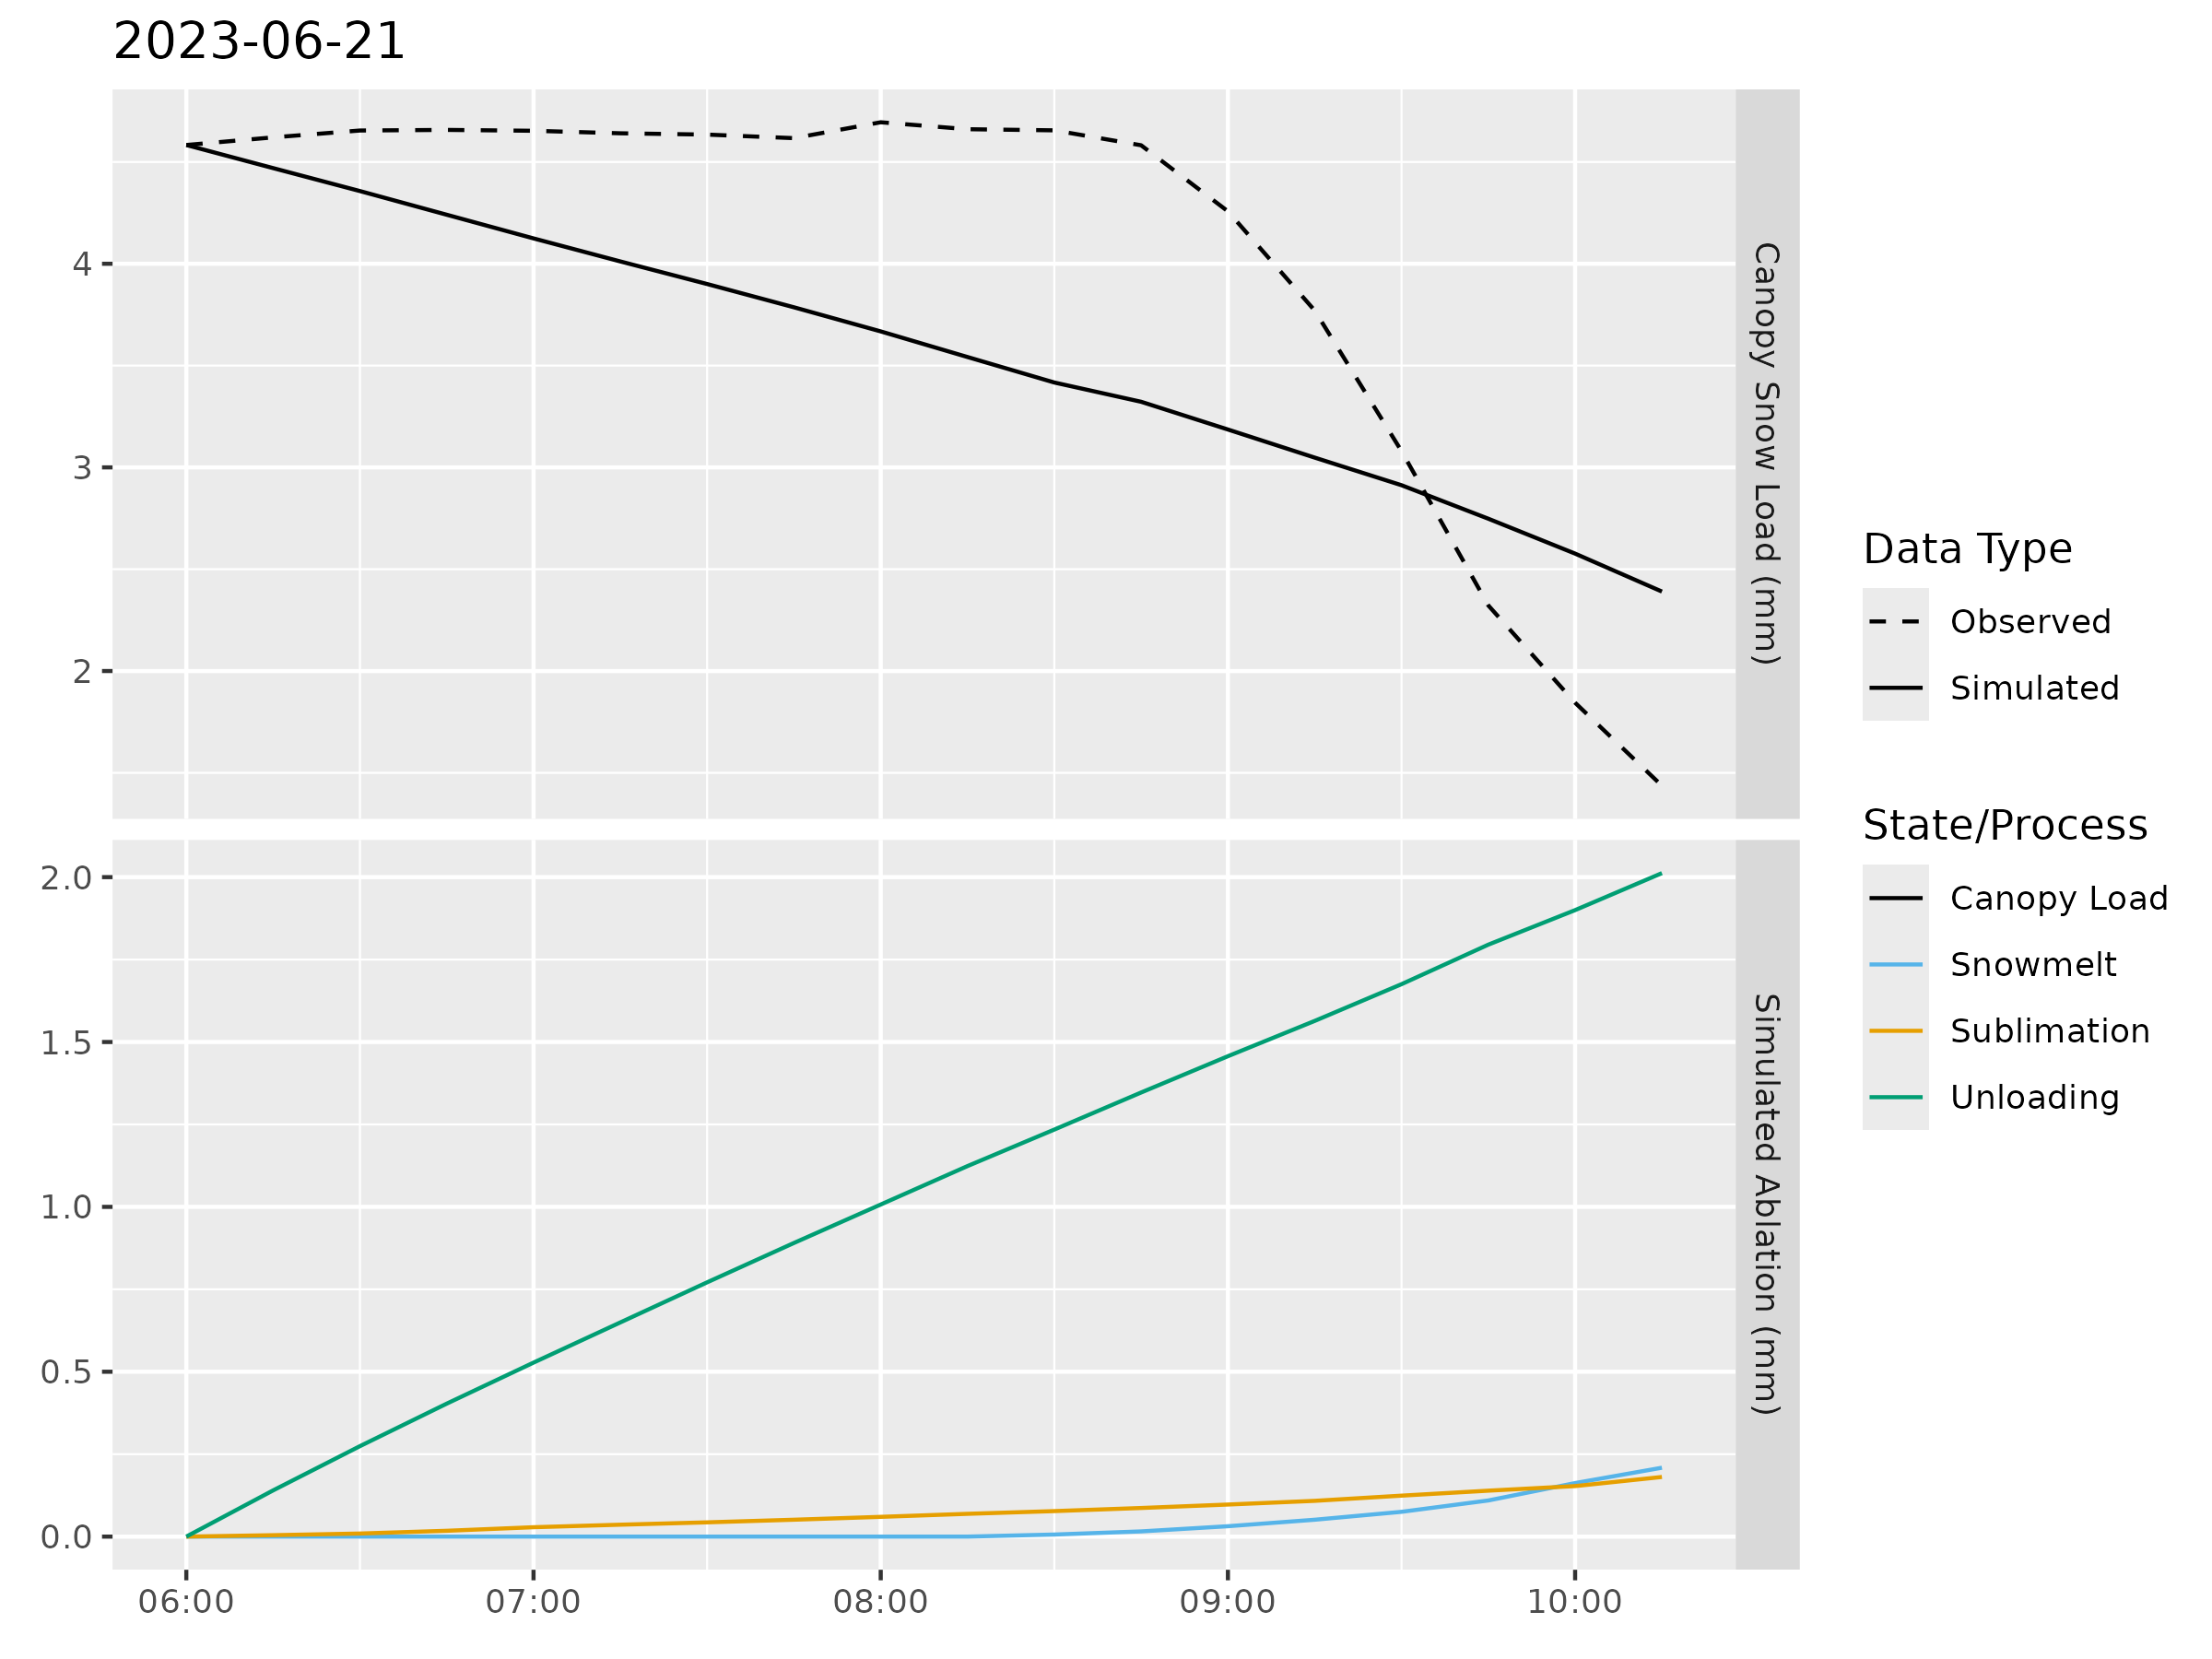 2023-06-21
4
3
2
Canopy Snow Load (mm)
2.0
1.5
1.0
0.5
0.0
Simulated Ablation (mm)
06:00 07:00 08:00 09:00 10:00
Data Type
Observed
Simulated
State/Process
Canopy Load
Snowmelt
Sublimation
Unloading